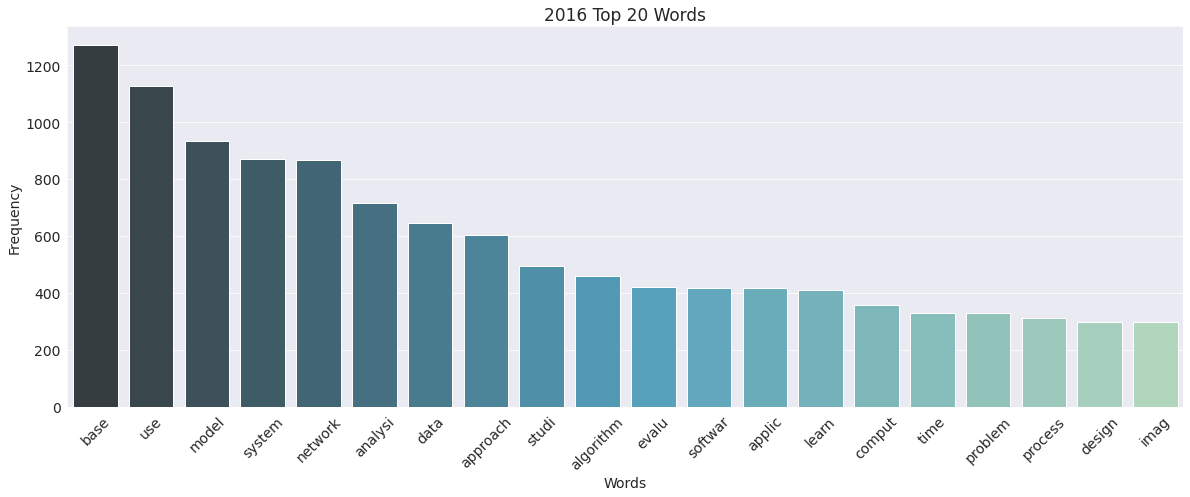 2016 Top 20 Words
Frequency
1200
1000
800
600
400
200
0
base
use
model
system
network
analysi
data
approach
studi
algorithm
evalu
softwar
applic
learn
comput
time
problem
process
design
imag
Words